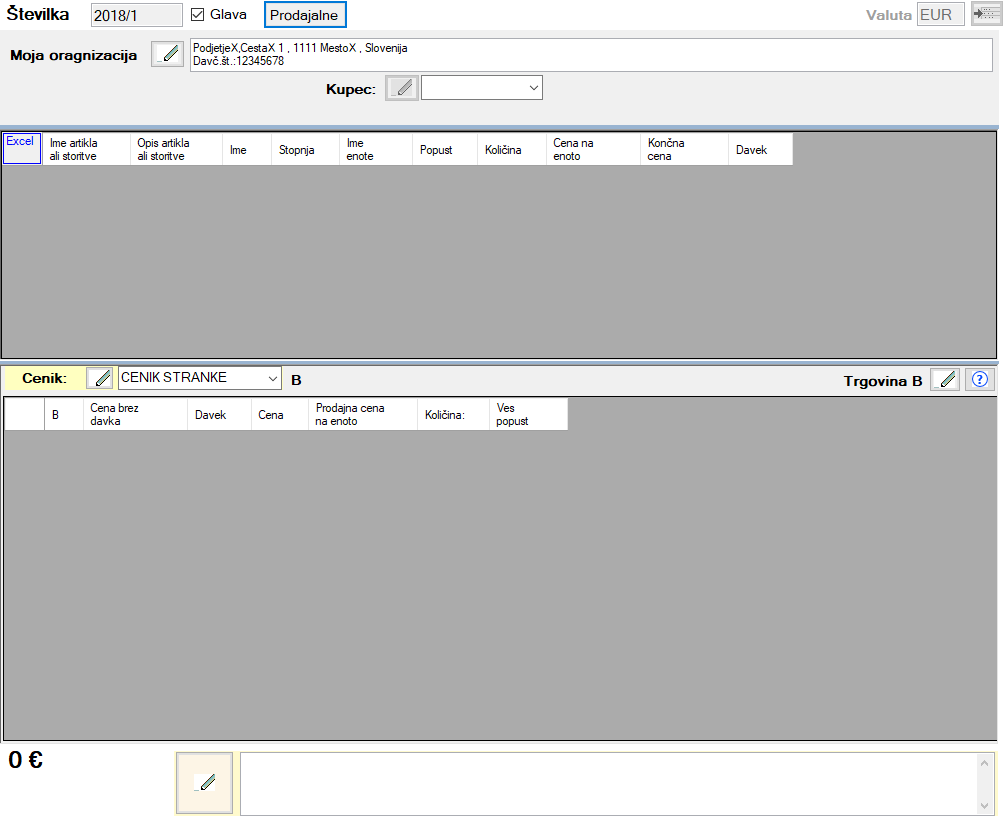 Številka 2018/1 Glava Prodajalne Valuta EUR
Moja oragnizacija
PodjetjeX,CestaX 1 , 1111 MestoX , Slovenija
Davč.št.:12345678
Kupec:
Excel
Ime artikla
ali storitve
Opis artikla
ali storitve
Ime
Stopnja
Ime
enote
Popust
Količina
Cena na
enoto
Končna
cena
Davek
Cenik: CENIK STRANKE B Trgovina B ?
B
Cena brez
davka
Davek
Cena
Prodajna cena
na enoto
Količina:
Ves
popust
0 €